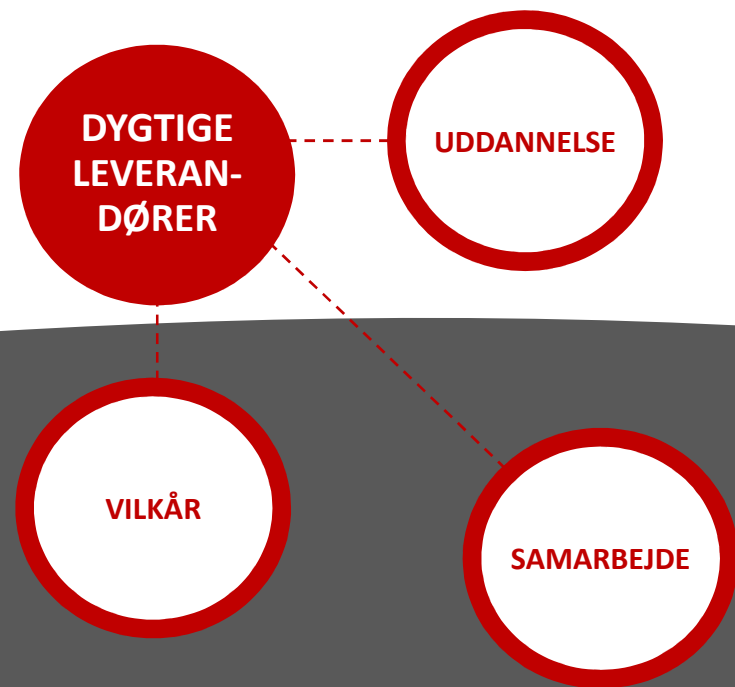 DYGTIGE
LEVERAN-
DØRER
UDDANNELSE
VILKÅR
SAMARBEJDE